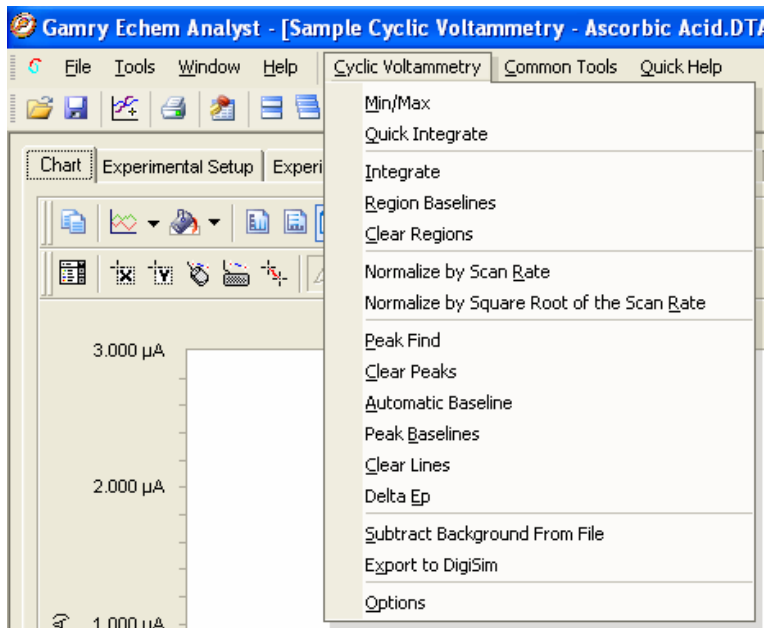 Gamry Echem Analyst - [Sample Cyclic Voltammetry - Ascorbic Acid.DTA
File Tools Window Help Cyclic Voltammetry Common Tools Quick Help
Min/Max
Quick Integrate
Chart Experimental Setup Experi
Integrate
Region Baselines
Clear Regions
Normalize by Scan Rate
Normalize by Square Root of the Scan Rate
Peak Find
3.000 µA
Clear Peaks
Automatic Baseline
Peak Baselines
Clear Lines
2.000 µA
Delta Ep
Subtract Background From File
Export to DigiSim
Options
1.000 µA